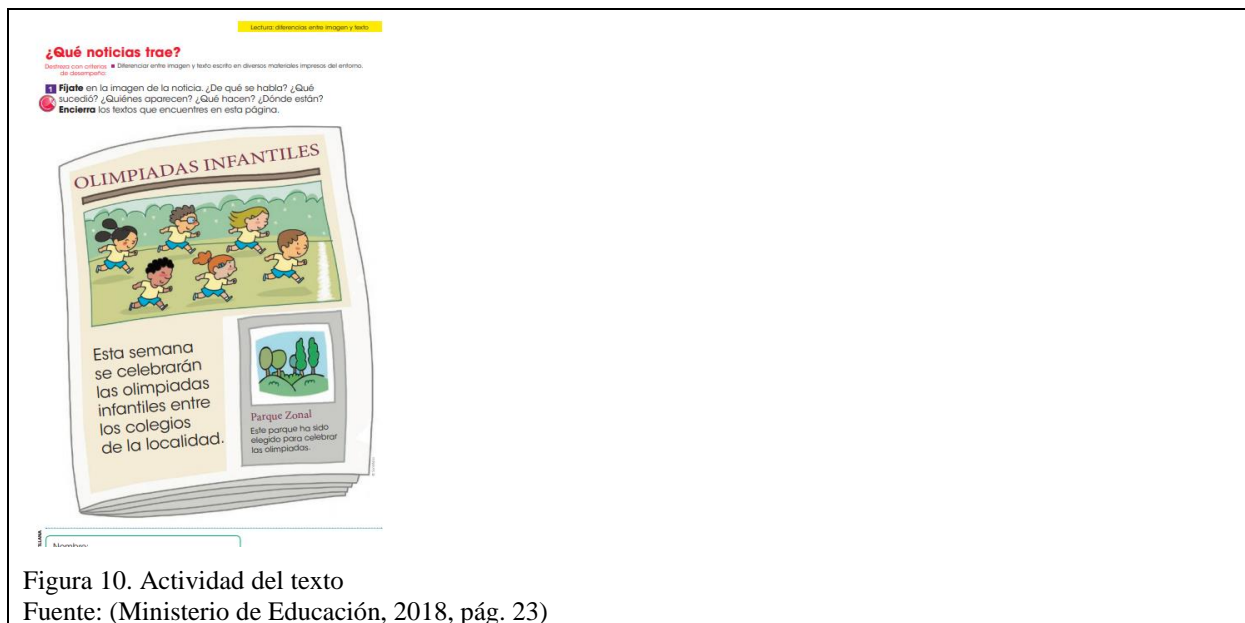 Lectura: diferencias entre imagen y texto
¿Qué noticias trae?
Destreza con criterios de desempeño ■ Diferenciar entre imagen y texto escrito en diversos materiales impresos del entorno.
1 Fíjate en la imagen de la noticia. ¿De qué se habla? ¿Qué
sucedió? ¿Quiénes aparecen? ¿Qué hacen? ¿Dónde están?
Encierra los textos que encuentres en esta página.
OLIMPIADAS INFANTILES
Esta semana
se celebrarán
las olimpiadas
infantiles entre
los colegios
de la localidad.
Parque Zonal
Este parque ha sido
elegido para celebrar
las olimpiadas.
Nombre:
Figura 10. Actividad del texto
Fuente: (Ministerio de Educación, 2018, pág. 23)